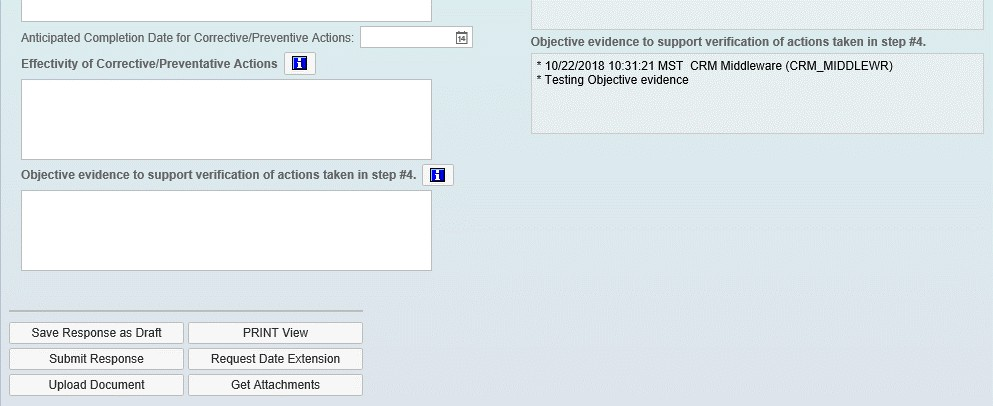 Anticipated Completion Date for Corrective/Preventive Actions:
14
Effectivity of Corrective/Preventative Actions
i
Objective evidence to support verification of actions taken in step #4.
i
Objective evidence to support verification of actions taken in step #4.
* 10/22/2018 10:31:21 MST  CRM Middleware (CRM_MIDDLEWR)
* Testing Objective evidence
Save Response as Draft
PRINT View
Submit Response
Request Date Extension
Upload Document
Get Attachments